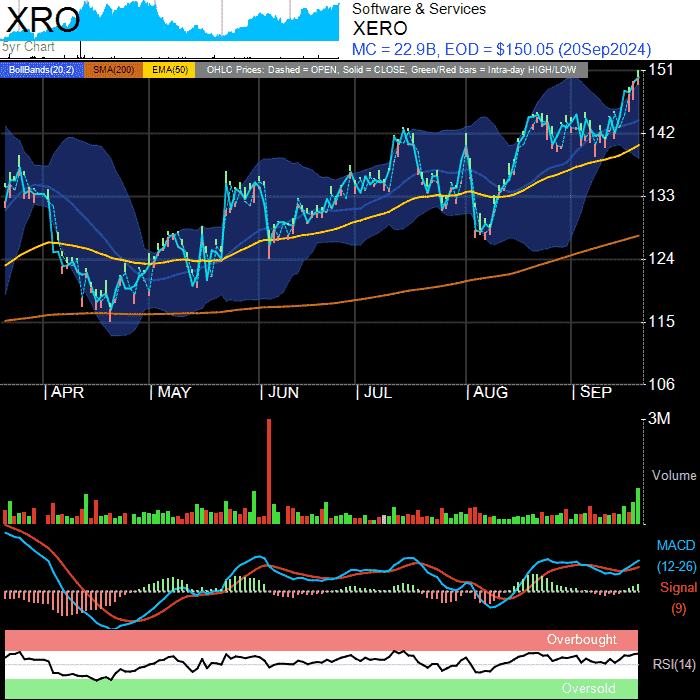 XRO
5yr Chart
Software & Services
XERO
MC = 22.9B, EOD = $150.05 (20Sep2024)
BollBands(20,2) SMA(200) EMA(50) OHLC Prices: Dashed = OPEN, Solid = CLOSE, Green/Red bars = Intra-day HIGH/LOW
151
142
133
124
115
106
APR MAY JUN JUL AUG SEP
3M
Volume
MACD
(12-26)
Signal
(9)
Overbought
RSI(14)
Oversold